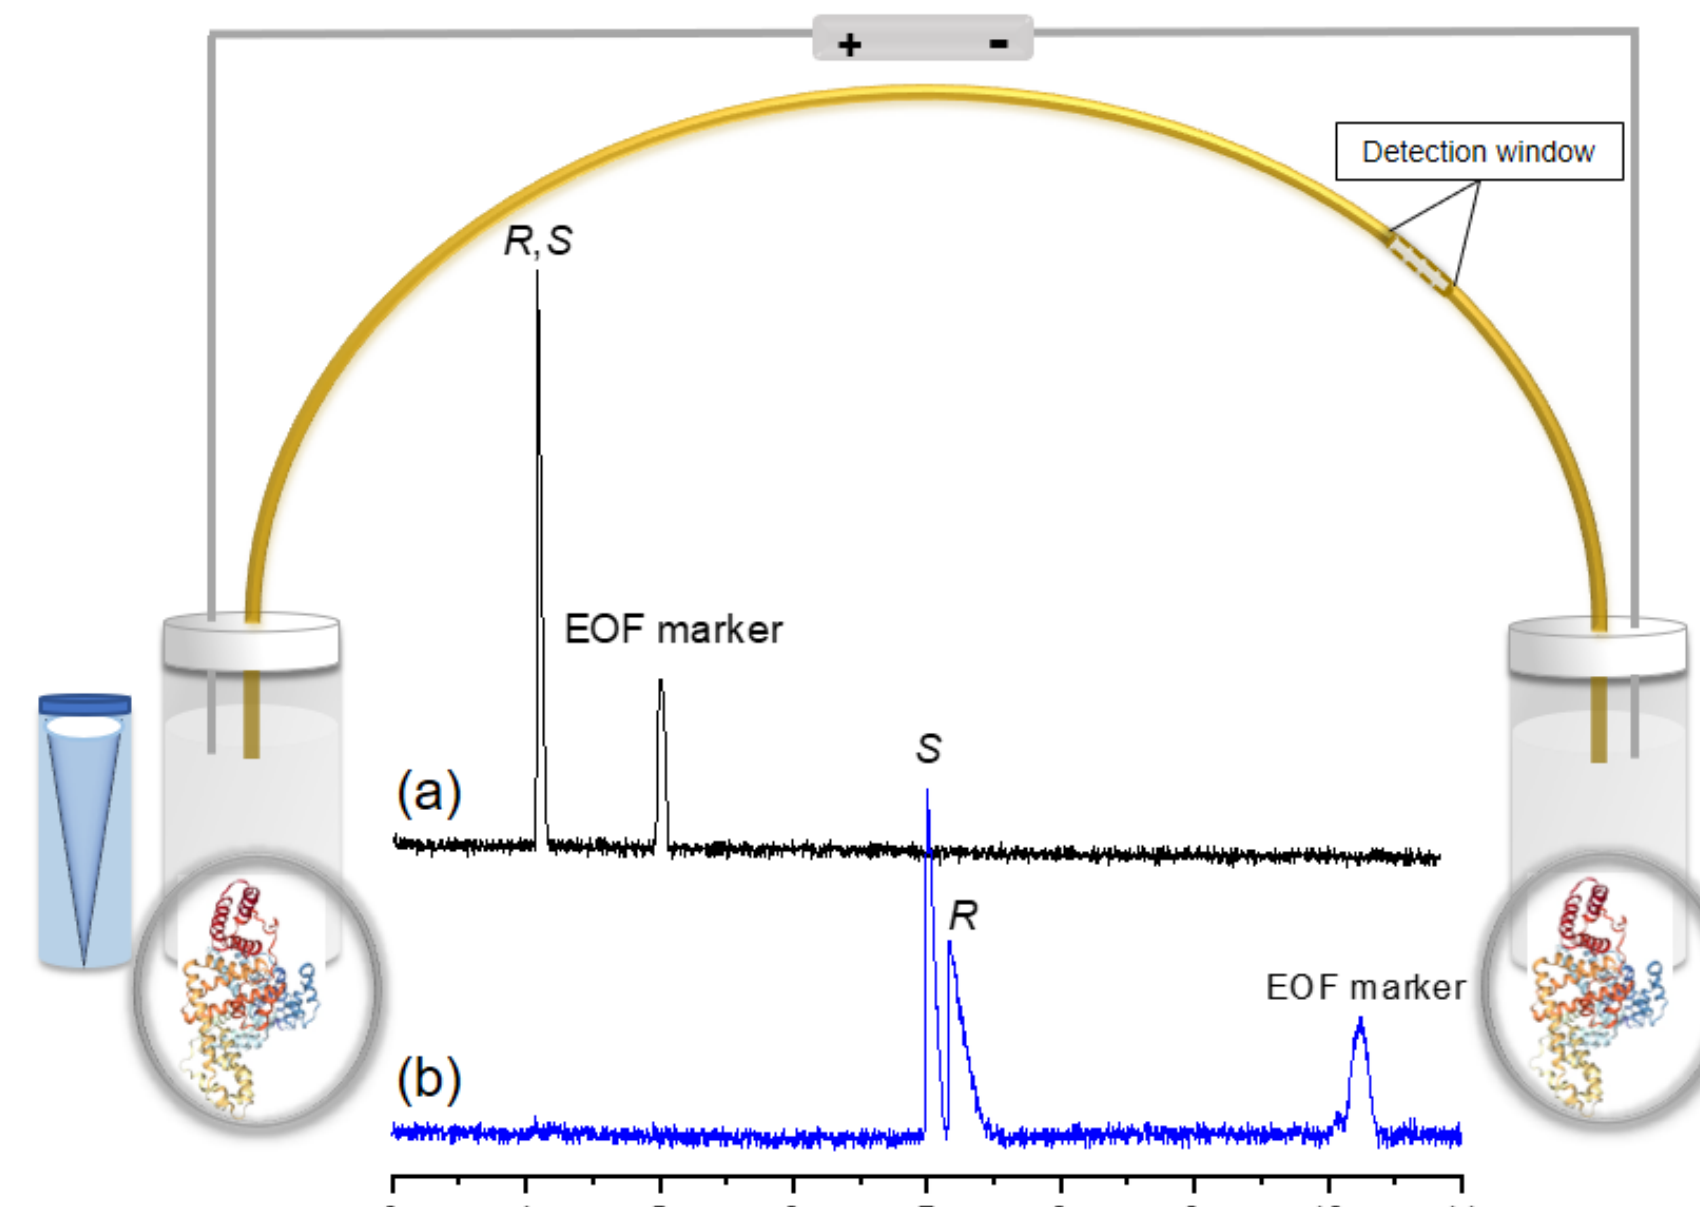 + -
Detection window
R,S
EOF marker
S
(a)
R
EOF marker
(b)